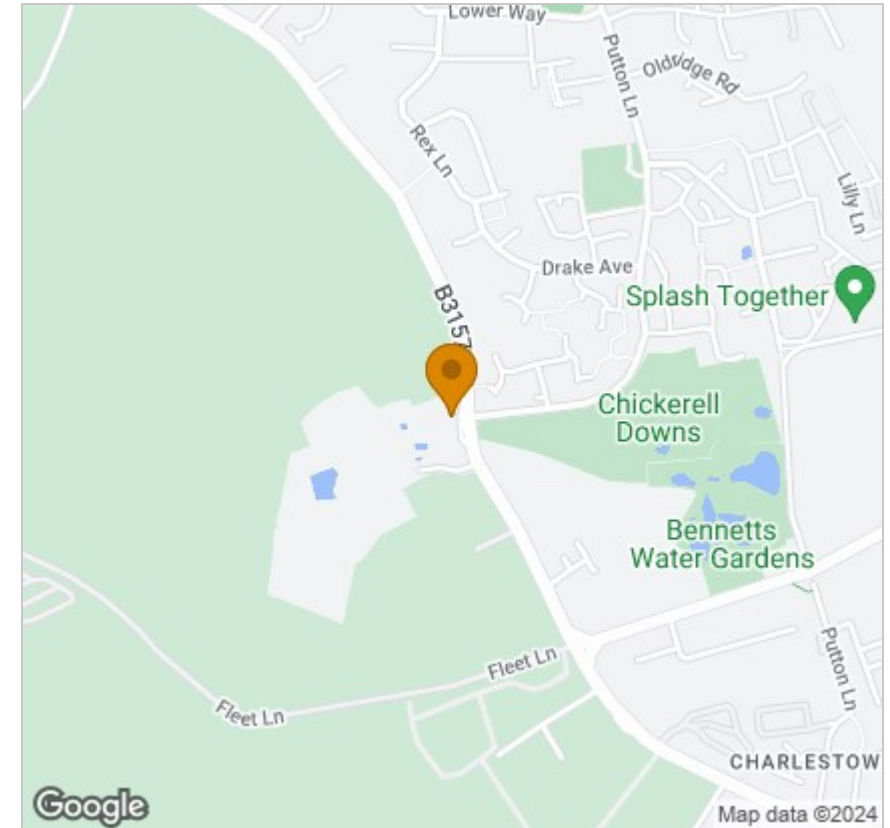 Lower Way
Putton Ln
Oldridge Rd
Rex Ln
Lilly Ln
Drake Ave
Splash Together
B3157
Chickerell
Downs
Bennetts
Water Gardens
Putton Ln
Fleet Ln
Fleet Ln
CHARLESTOW
Google
Map data ©2024